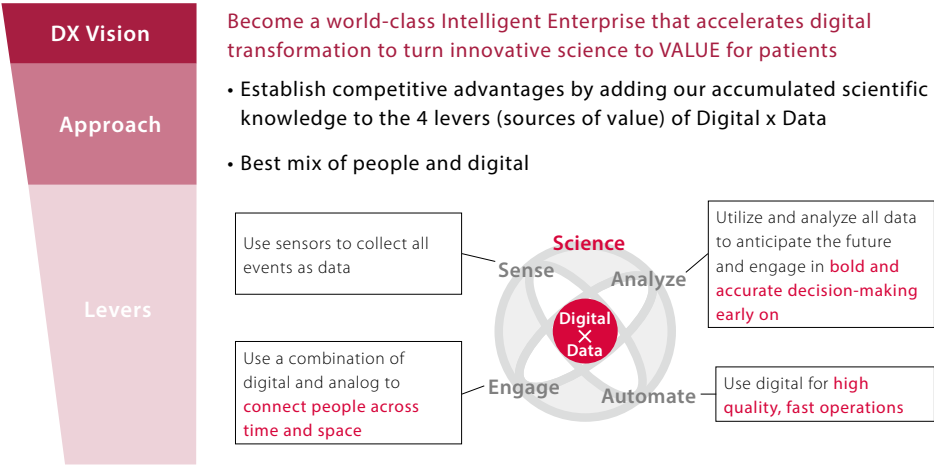 DX Vision
Become a world-class Intelligent Enterprise that accelerates digital
transformation to turn innovative science to VALUE for patients
Approach
• Establish competitive advantages by adding our accumulated scientific
knowledge to the 4 levers (sources of value) of Digital x Data
• Best mix of people and digital
Levers
Use sensors to collect all
events as data
Science
Sense
Analyze
Utilize and analyze all data
to anticipate the future
and engage in bold and
accurate decision-making
early on
Digital
×
Data
Use a combination of
digital and analog to
connect people across
time and space
Engage
Automate
Use digital for high
quality, fast operations